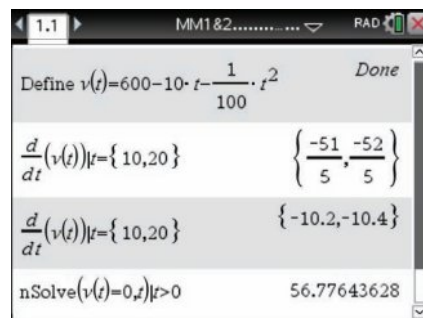 1.1 MM1&2........... ... RAD
Define v(t)=600-10·t-1/100·t² Done
d/dt(v(t))|t={10,20} {-51/5,-52/5}
d/dt(v(t))|t={10,20} {-10.2,-10.4}
nSolve(v(t)=0,t)|t>0 56.77643628